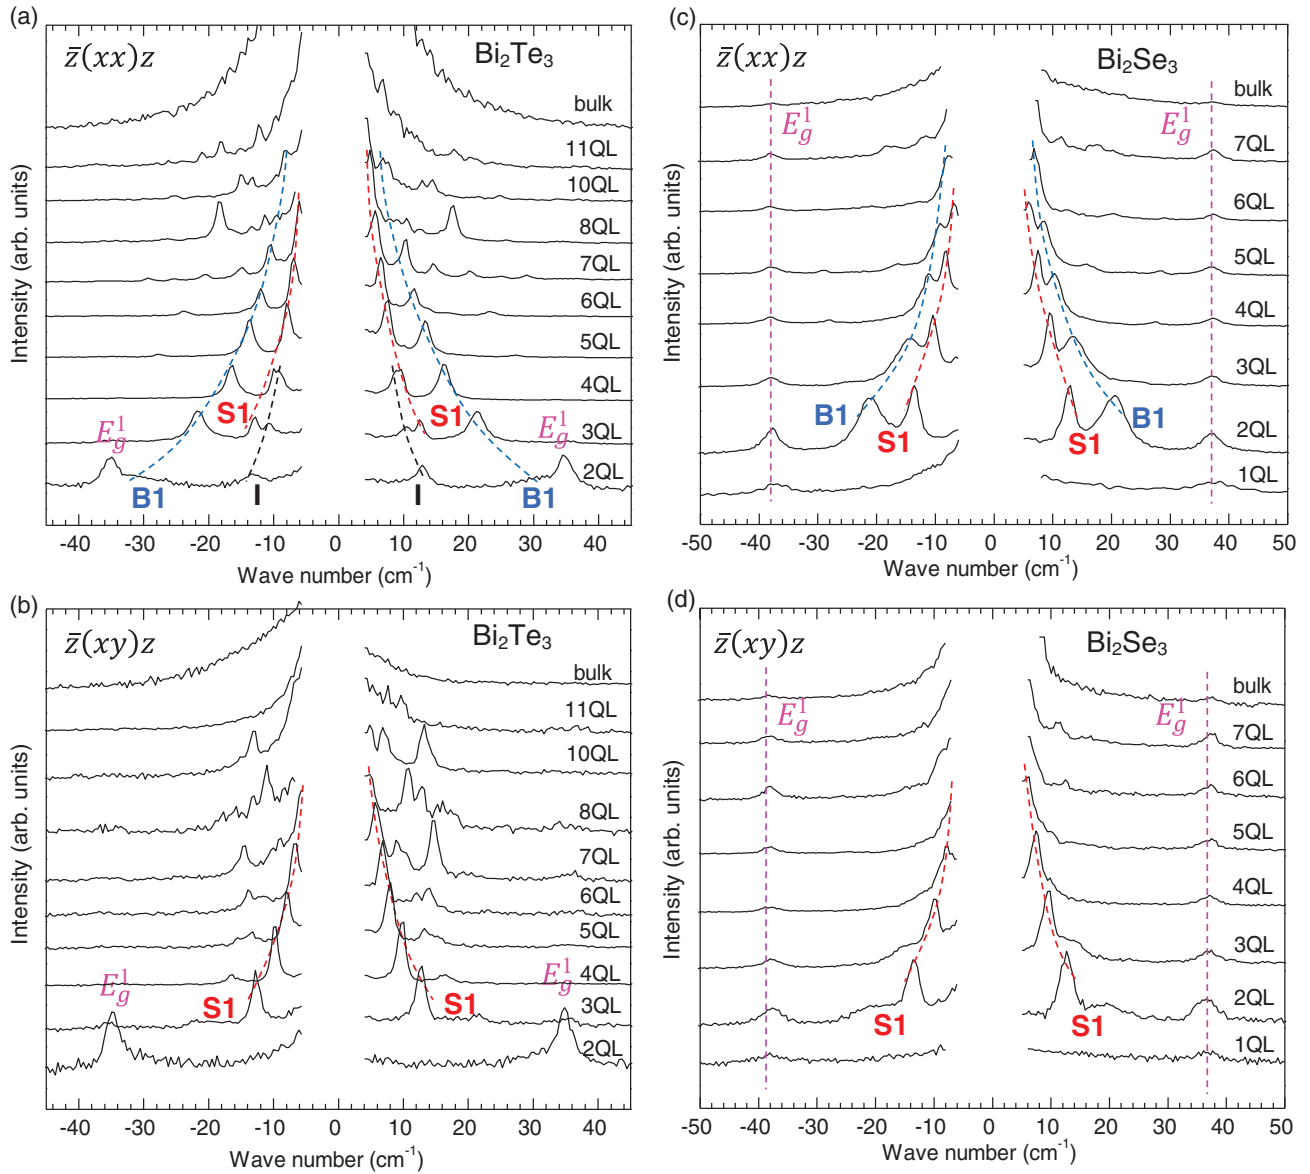 (a)
z̄(xx)z
Bi₂Te₃
bulk
11QL
10QL
8QL
7QL
6QL
5QL
4QL
3QL
2QL
E¹g
S1
S1
E¹g
B1
I
I
B1
Intensity (arb. units)
-40 -30 -20 -10 0 10 20 30 40
Wave number (cm⁻¹)
(b)
z̄(xy)z
Bi₂Te₃
bulk
11QL
10QL
8QL
7QL
6QL
5QL
4QL
3QL
2QL
E¹g
S1
S1
E¹g
Intensity (arb. units)
-40 -30 -20 -10 0 10 20 30 40
Wave number (cm⁻¹)
(c)
z̄(xx)z
Bi₂Se₃
bulk
E¹g
E¹g
7QL
6QL
5QL
4QL
3QL
2QL
1QL
B1
S1
S1
B1
Intensity (arb. units)
-50 -40 -30 -20 -10 0 10 20 30 40 50
Wave number (cm⁻¹)
(d)
z̄(xy)z
Bi₂Se₃
bulk
E¹g
E¹g
7QL
6QL
5QL
4QL
3QL
2QL
1QL
S1
S1
Intensity (arb. units)
-50 -40 -30 -20 -10 0 10 20 30 40 50
Wave number (cm⁻¹)